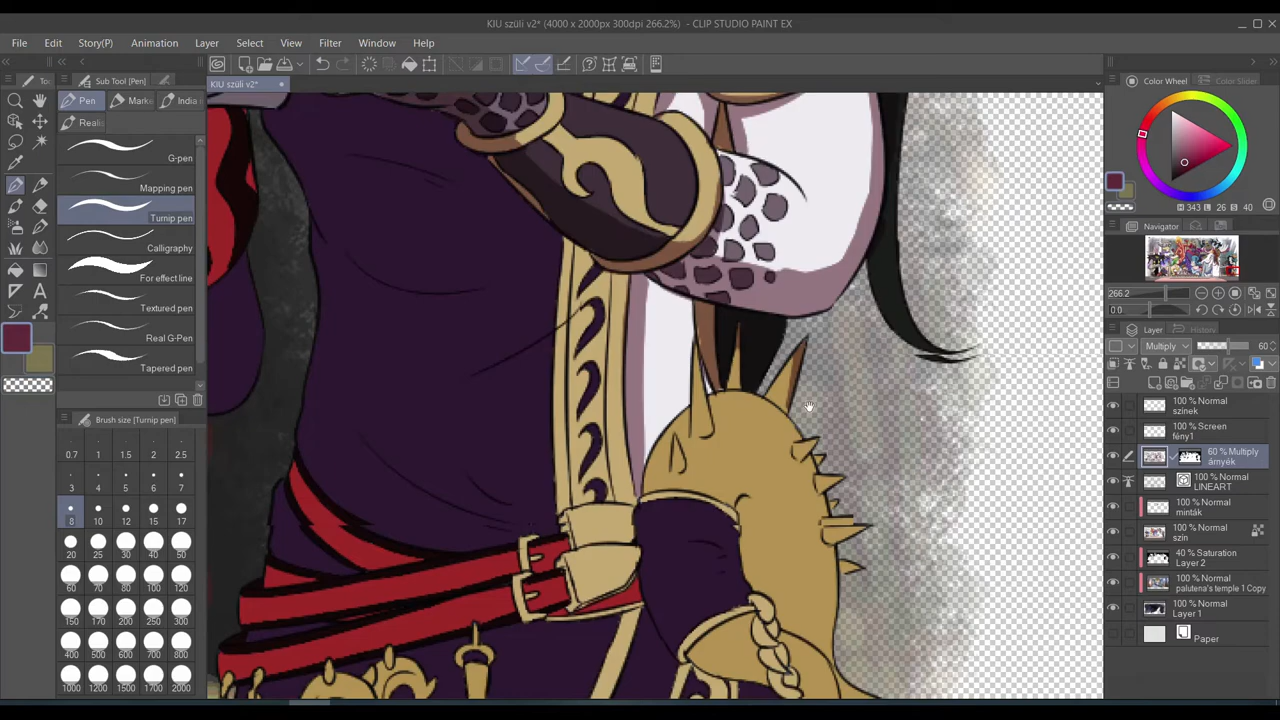 KIU szüli v2* (4000 x 2000px 300dpi 266.2%) - CLIP STUDIO PAINT EX
File Edit Story(P) Animation Layer Select View Filter Window Help
KIU szüli v2*
Sub Tool [Pen]
Pen Marke India
Realis
G-pen
Mapping pen
Turnip pen
Calligraphy
For effect line
Textured pen
Real G-Pen
Tapered pen
Brush size [Turnip pen]
0.7 1 1.5 2 2.5
3 4 5 6 7
8 10 12 15 17
20 25 30 40 50
60 70 80 100 120
150 170 200 250 300
400 500 600 700 800
1000 1200 1500 1700 2000
Color Wheel Color Slider
H 343 L 26 S 40
Navigator
266.2
0.0
Layer History
Multiply 60
100 % Normal
színek
100 % Screen
fény1
60 % Multiply
árnyék
100 % Normal
LINEART
100 % Normal
minták
100 % Normal
szín
40 % Saturation
Layer 2
100 % Normal
palutena's temple 1 Copy
100 % Normal
Layer 1
Paper